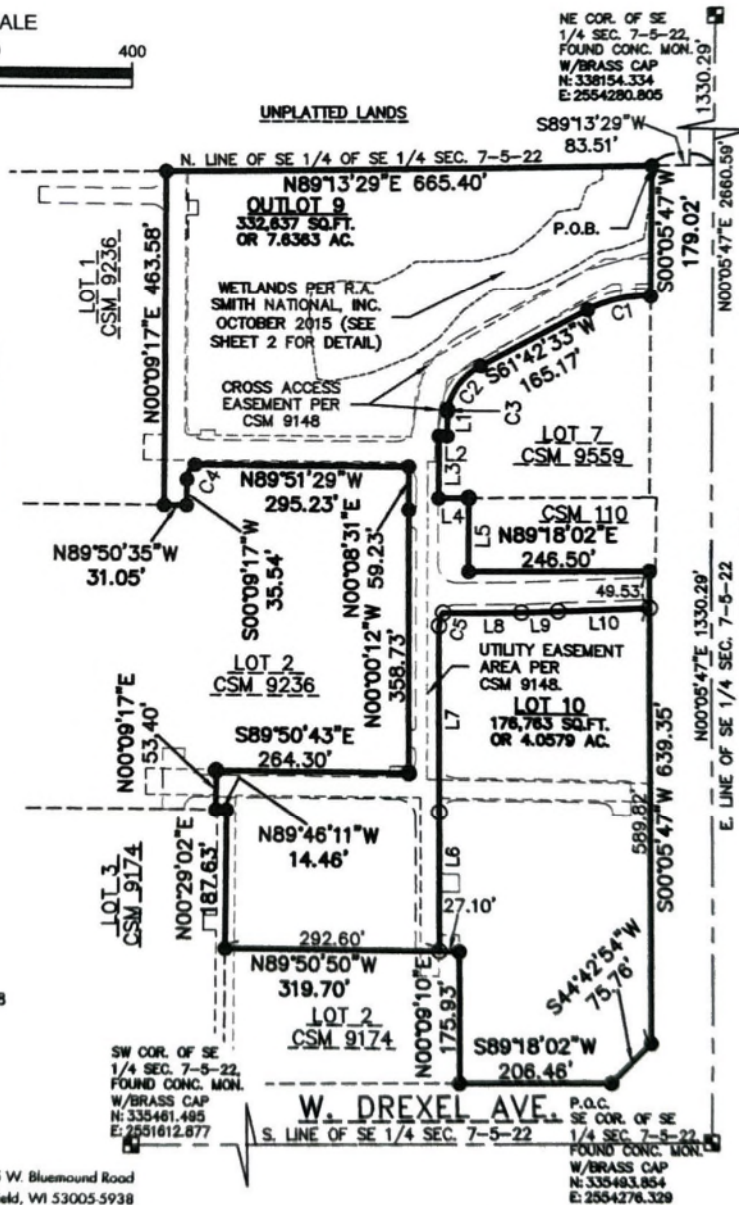 ALE
400
NE COR. OF SE
1/4 SEC. 7-5-22,
FOUND CONC. MON.
W/BRASS CAP
N: 338154.334
E: 2554280.805
1330.29'
UNPLATTED LANDS
S89°13'29"W
83.51'
N. LINE OF SE 1/4 OF SE 1/4 SEC. 7-5-22
N89°13'29"E 665.40'
OUTLOT 9
332,637 SQ.FT.
OR 7.6363 AC.
P.O.B.
S00°05'47"W
179.02'
N00°05'47"E 2660.59'
LOT 1
CSM 9236
N00°09'17"E 463.58'
WETLANDS PER R.A.
SMITH NATIONAL, INC.
OCTOBER 2015 (SEE
SHEET 2 FOR DETAIL)
C1
S61°42'33"W
165.17'
C2
CROSS ACCESS
EASEMENT PER
CSM 9148
C3
L1
L2
L3
LOT 7
CSM 9559
C4
N89°51'29"W
295.23'
L4
CSM 110
L5
N89°18'02"E
246.50'
N89°50'35"W
31.05'
S00°09'17"W
35.54'
N00°08'31"E
59.23'
49.53'
C5
L8
L9
L10
LOT 2
CSM 9236
N00°00'12"W
358.73'
UTILITY EASEMENT
AREA PER
CSM 9148.
L7
LOT 10
176,763 SQ.FT.
OR 4.0579 AC.
N00°09'17"E
53.40'
S89°50'43"E
264.30'
589.82'
S00°05'47"W 639.35'
N00°05'47"E 1330.29'
E. LINE OF SE 1/4 SEC. 7-5-22
N89°46'11"W
14.46'
LOT 3
CSM 9174
N00°29'02"E
187.63'
L6
27.10'
292.60'
N89°50'50"W
319.70'
LOT 2
CSM 9174
N00°09'10"E
175.93'
S44°42'54"W
75.76'
S89°18'02"W
206.46'
SW COR. OF SE
1/4 SEC. 7-5-22,
FOUND CONC. MON.
W/BRASS CAP
N: 335461.495
E: 2551612.877
W. DREXEL AVE.
S. LINE OF SE 1/4 SEC. 7-5-22
P.O.C.
SE COR. OF SE
1/4 SEC. 7-5-22,
FOUND CONC. MON.
W/BRASS CAP
N: 335493.854
E: 2554276.329
W. Bluemound Road
eld, WI 53005-5938